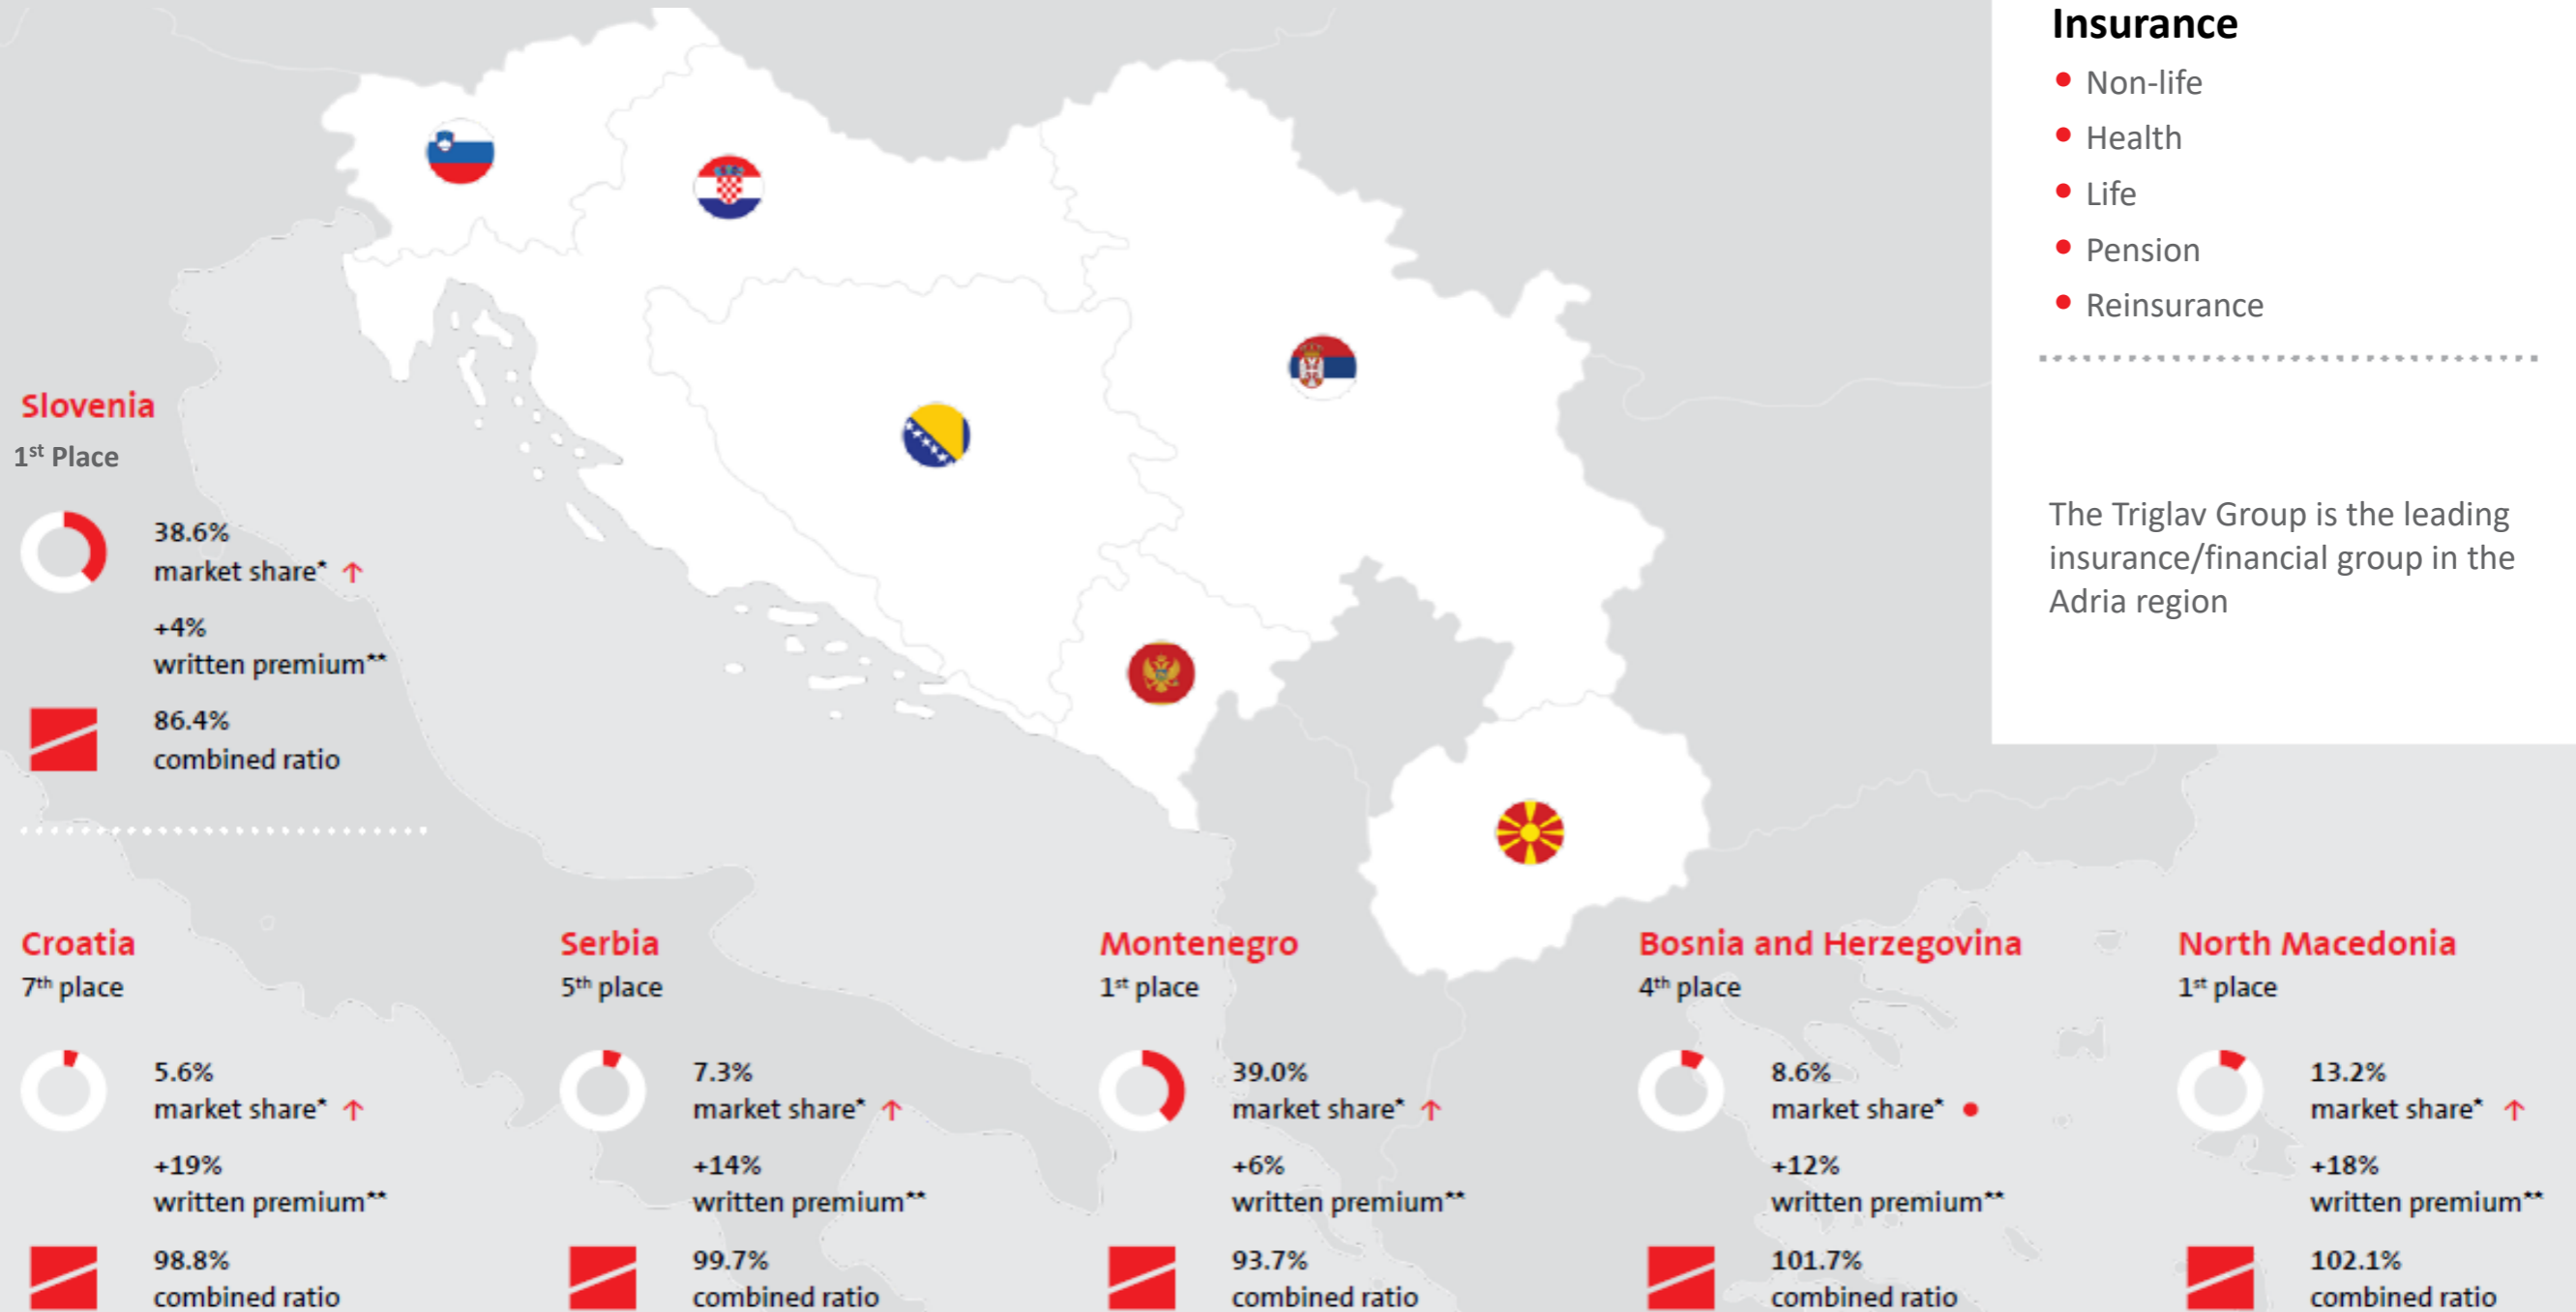 Insurance
• Non-life
• Health
• Life
• Pension
• Reinsurance
The Triglav Group is the leading
insurance/financial group in the
Adria region
Slovenia
1st Place
38.6%
market share* ↑
+4%
written premium**
86.4%
combined ratio
Croatia
7th place
5.6%
market share* ↑
+19%
written premium**
98.8%
combined ratio
Serbia
5th place
7.3%
market share* ↑
+14%
written premium**
99.7%
combined ratio
Montenegro
1st place
39.0%
market share* ↑
+6%
written premium**
93.7%
combined ratio
Bosnia and Herzegovina
4th place
8.6%
market share* •
+12%
written premium**
101.7%
combined ratio
North Macedonia
1st place
13.2%
market share* ↑
+18%
written premium**
102.1%
combined ratio